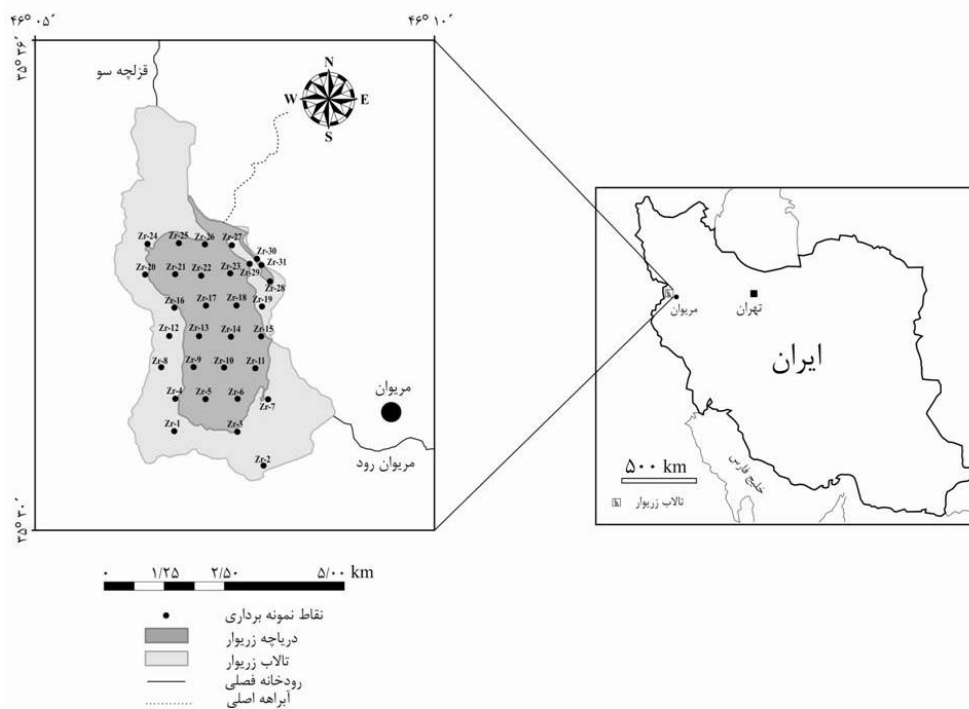 ۴۶° ۰۵′
۴۶° ۱۰′
۳۵° ۳۶′
قزلچه سو
N
W E
S
Zr-24 Zr-25 Zr-26 Zr-27
Zr-30
Zr-31
Zr-20 Zr-21 Zr-22 Zr-23 Zr-29
Zr-28
Zr-16 Zr-17 Zr-18 Zr-19
Zr-12 Zr-13 Zr-14 Zr-15
Zr-8 Zr-9 Zr-10 Zr-11
Zr-4 Zr-5 Zr-6
Zr-7
Zr-1 Zr-3
Zr-2
مریوان
مریوان رود
۳۵° ۳۰′
مریوان
تهران
ایران
خلیج فارس
۵۰۰ km
تالاب زریوار
۰ ۱/۲۵ ۲/۵۰ ۵/۰۰ km
نقاط نمونه برداری
دریاچه زریوار
تالاب زریوار
رودخانه فصلی
آبراهه اصلی